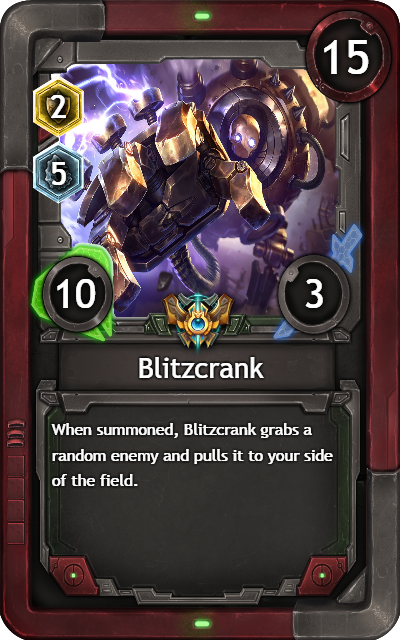 15
2
5
10
3
Blitzcrank
When summoned, Blitzcrank grabs a
random enemy and pulls it to your side
of the field.